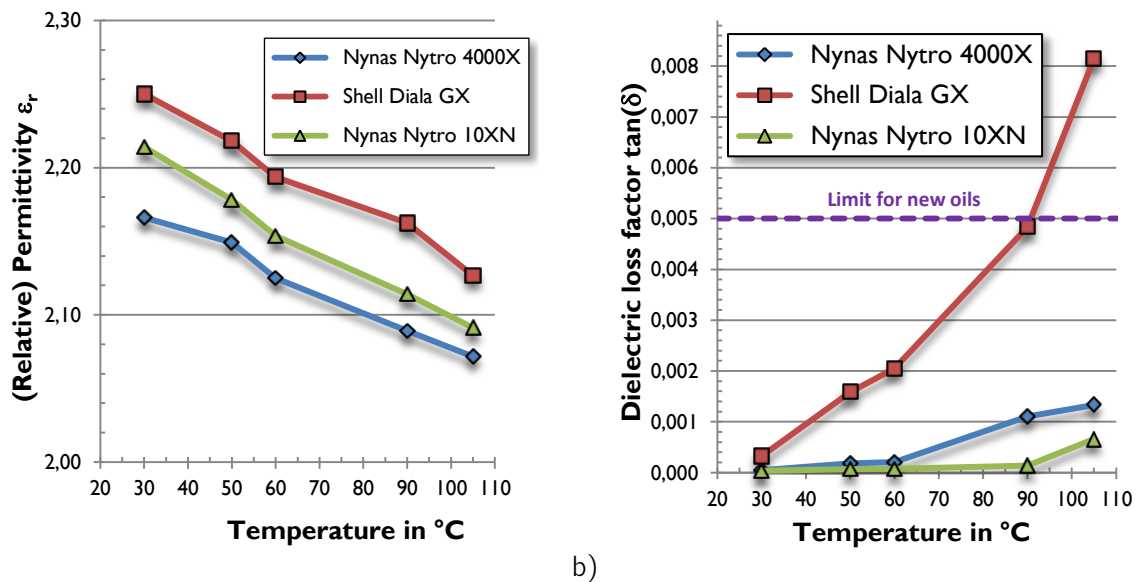 2,30
2,20
2,10
2,00
(Relative) Permittivity εr
Nynas Nytro 4000X
Shell Diala GX
Nynas Nytro 10XN
20 30 40 50 60 70 80 90 100 110
Temperature in °C
0,008
0,007
0,006
0,005
0,004
0,003
0,002
0,001
0,000
Dielectric loss factor tan(δ)
Nynas Nytro 4000X
Shell Diala GX
Nynas Nytro 10XN
Limit for new oils
20 30 40 50 60 70 80 90 100 110
Temperature in °C
b)